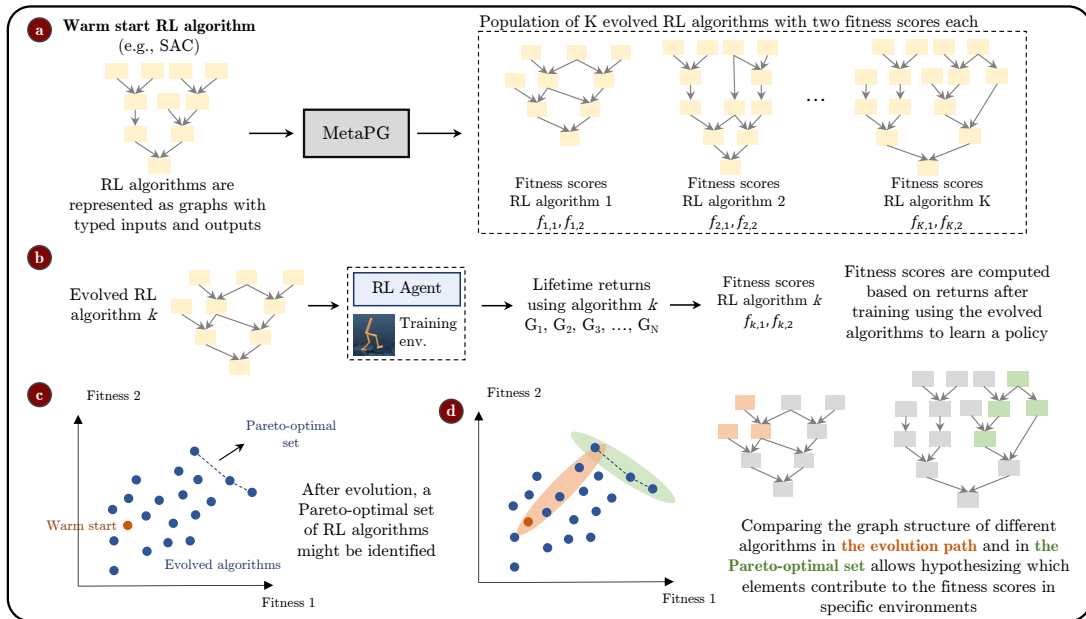 a
Warm start RL algorithm
(e.g., SAC)
RL algorithms are
represented as graphs with
typed inputs and outputs
MetaPG
Population of K evolved RL algorithms with two fitness scores each
...
Fitness scores
RL algorithm 1
f1,1, f1,2
Fitness scores
RL algorithm 2
f2,1, f2,2
Fitness scores
RL algorithm K
fK,1, fK,2
b
Evolved RL
algorithm k
RL Agent
Training
env.
Lifetime returns
using algorithm k
G1, G2, G3, ..., GN
Fitness scores
RL algorithm k
fk,1, fk,2
Fitness scores are computed
based on returns after
training using the evolved
algorithms to learn a policy
c
Fitness 2
Pareto-optimal
set
Warm start
Evolved algorithms
Fitness 1
After evolution, a
Pareto-optimal set
of RL algorithms
might be identified
d
Fitness 2
Fitness 1
Comparing the graph structure of different
algorithms in the evolution path and in the
Pareto-optimal set allows hypothesizing which
elements contribute to the fitness scores in
specific environments